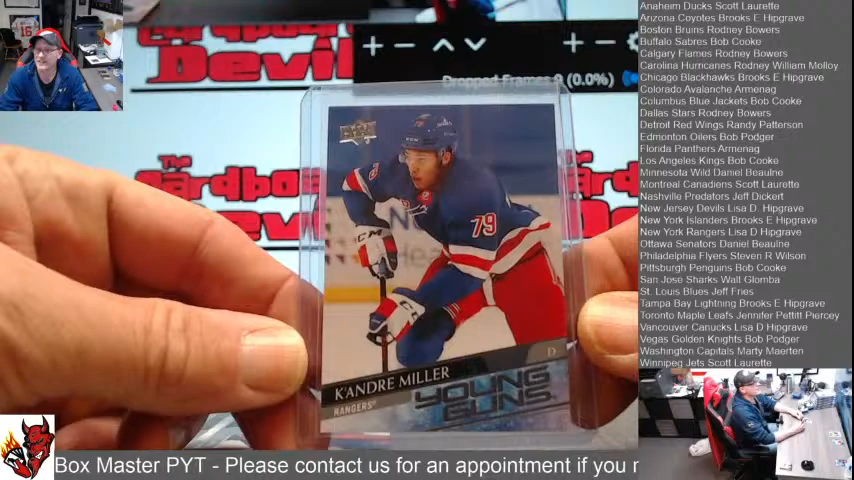 Dropped Frames 0 (0.0%)
The
Cardboard
Devil
The
UPPER DECK
79
79
CCM
K'ANDRE MILLER
D
RANGERS
YOUNG
GUNS
Anaheim Ducks Scott Laurette
Arizona Coyotes Brooks E Hipgrave
Boston Bruins Rodney Bowers
Buffalo Sabres Bob Cooke
Calgary Flames Rodney Bowers
Carolina Hurricanes Rodney William Molloy
Chicago Blackhawks Brooks E Hipgrave
Colorado Avalanche Armenag
Columbus Blue Jackets Bob Cooke
Dallas Stars Rodney Bowers
Detroit Red Wings Randy Patterson
Edmonton Oilers Bob Podger
Florida Panthers Armenag
Los Angeles Kings Bob Cooke
Minnesota Wild Daniel Beaulne
Montreal Canadiens Scott Laurette
Nashville Predators Jeff Dickert
New Jersey Devils Lisa D. Hipgrave
New York Islanders Brooks E Hipgrave
New York Rangers Lisa D Hipgrave
Ottawa Senators Daniel Beaulne
Philadelphia Flyers Steven R Wilson
Pittsburgh Penguins Bob Cooke
San Jose Sharks Walt Glomba
St. Louis Blues Jeff Fries
Tampa Bay Lightning Brooks E Hipgrave
Toronto Maple Leafs Jennifer Pettitt Piercey
Vancouver Canucks Lisa D Hipgrave
Vegas Golden Knights Bob Podger
Washington Capitals Marty Maerten
Winnipeg Jets Scott Laurette
Box Master PYT - Please contact us for an appointment if you r